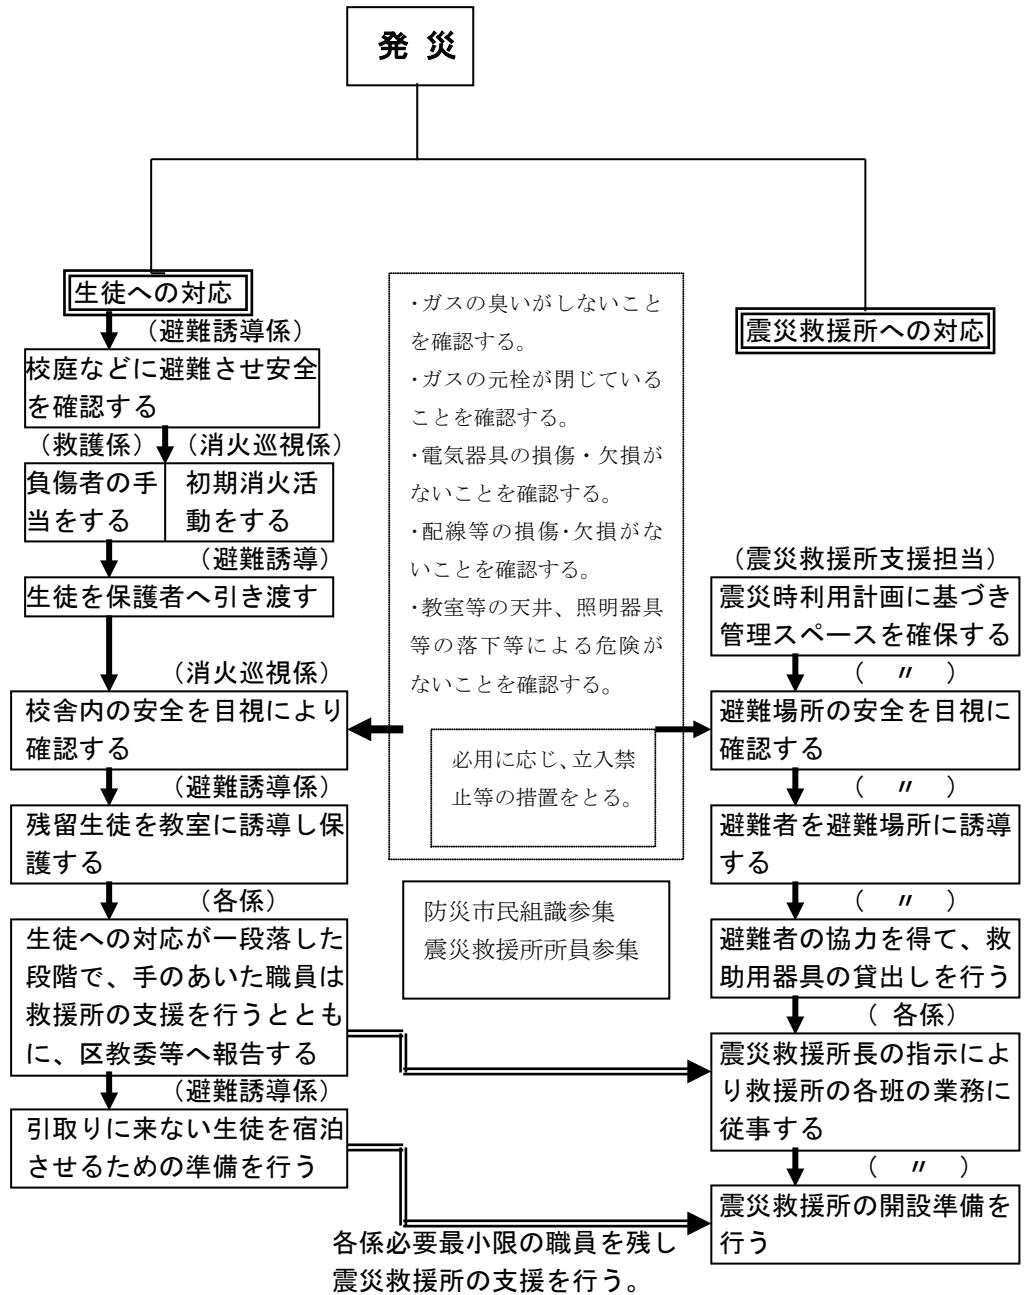 発 災
生徒への対応
(避難誘導係)
校庭などに避難させ安全
を確認する
(救護係)
(消火巡視係)
負傷者の手
当をする
初期消火活
動をする
(避難誘導)
生徒を保護者へ引き渡す
(消火巡視係)
校舎内の安全を目視により
確認する
(避難誘導係)
残留生徒を教室に誘導し保
護する
(各係)
生徒への対応が一段落した
段階で、手のあいた職員は
救援所の支援を行うととも
に、区教委等へ報告する
(避難誘導係)
引取りに来ない生徒を宿泊
させるための準備を行う
・ガスの臭いがしないこと
を確認する。
・ガスの元栓が閉じている
ことを確認する。
・電気器具の損傷・欠損が
ないことを確認する。
・配線等の損傷・欠損がな
いことを確認する。
・教室等の天井、照明器具
等の落下等による危険が
ないことを確認する。
必用に応じ、立入禁
止等の措置をとる。
防災市民組識参集
震災救援所所員参集
各係必要最小限の職員を残し
震災救援所の支援を行う。
震災救援所への対応
(震災救援所支援担当)
震災時利用計画に基づき
管理スペースを確保する
( 〃 )
避難場所の安全を目視に
確認する
( 〃 )
避難者を避難場所に誘導
する
( 〃 )
避難者の協力を得て、救
助用器具の貸出しを行う
( 各係)
震災救援所長の指示によ
り救援所の各班の業務に
従事する
( 〃 )
震災救援所の開設準備を
行う